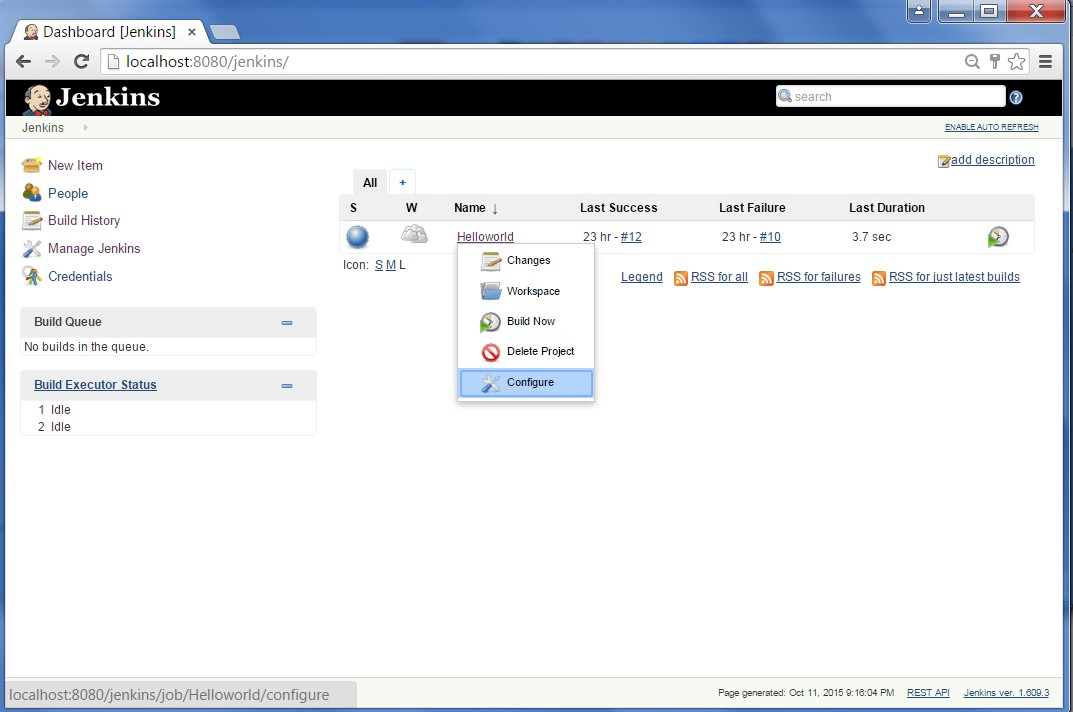 Dashboard [Jenkins]
localhost:8080/jenkins/
Jenkins
search
Jenkins
ENABLE AUTO REFRESH
New Item
People
Build History
Manage Jenkins
Credentials
Build Queue
No builds in the queue.
Build Executor Status
1 Idle
2 Idle
add description
All +
S W Name ↓ Last Success Last Failure Last Duration
Helloworld 23 hr - #12 23 hr - #10 3.7 sec
Icon: S M L
Legend RSS for all RSS for failures RSS for just latest builds
Changes
Workspace
Build Now
Delete Project
Configure
localhost:8080/jenkins/job/Helloworld/configure
Page generated: Oct 11, 2015 9:16:04 PM REST API Jenkins ver. 1.609.3